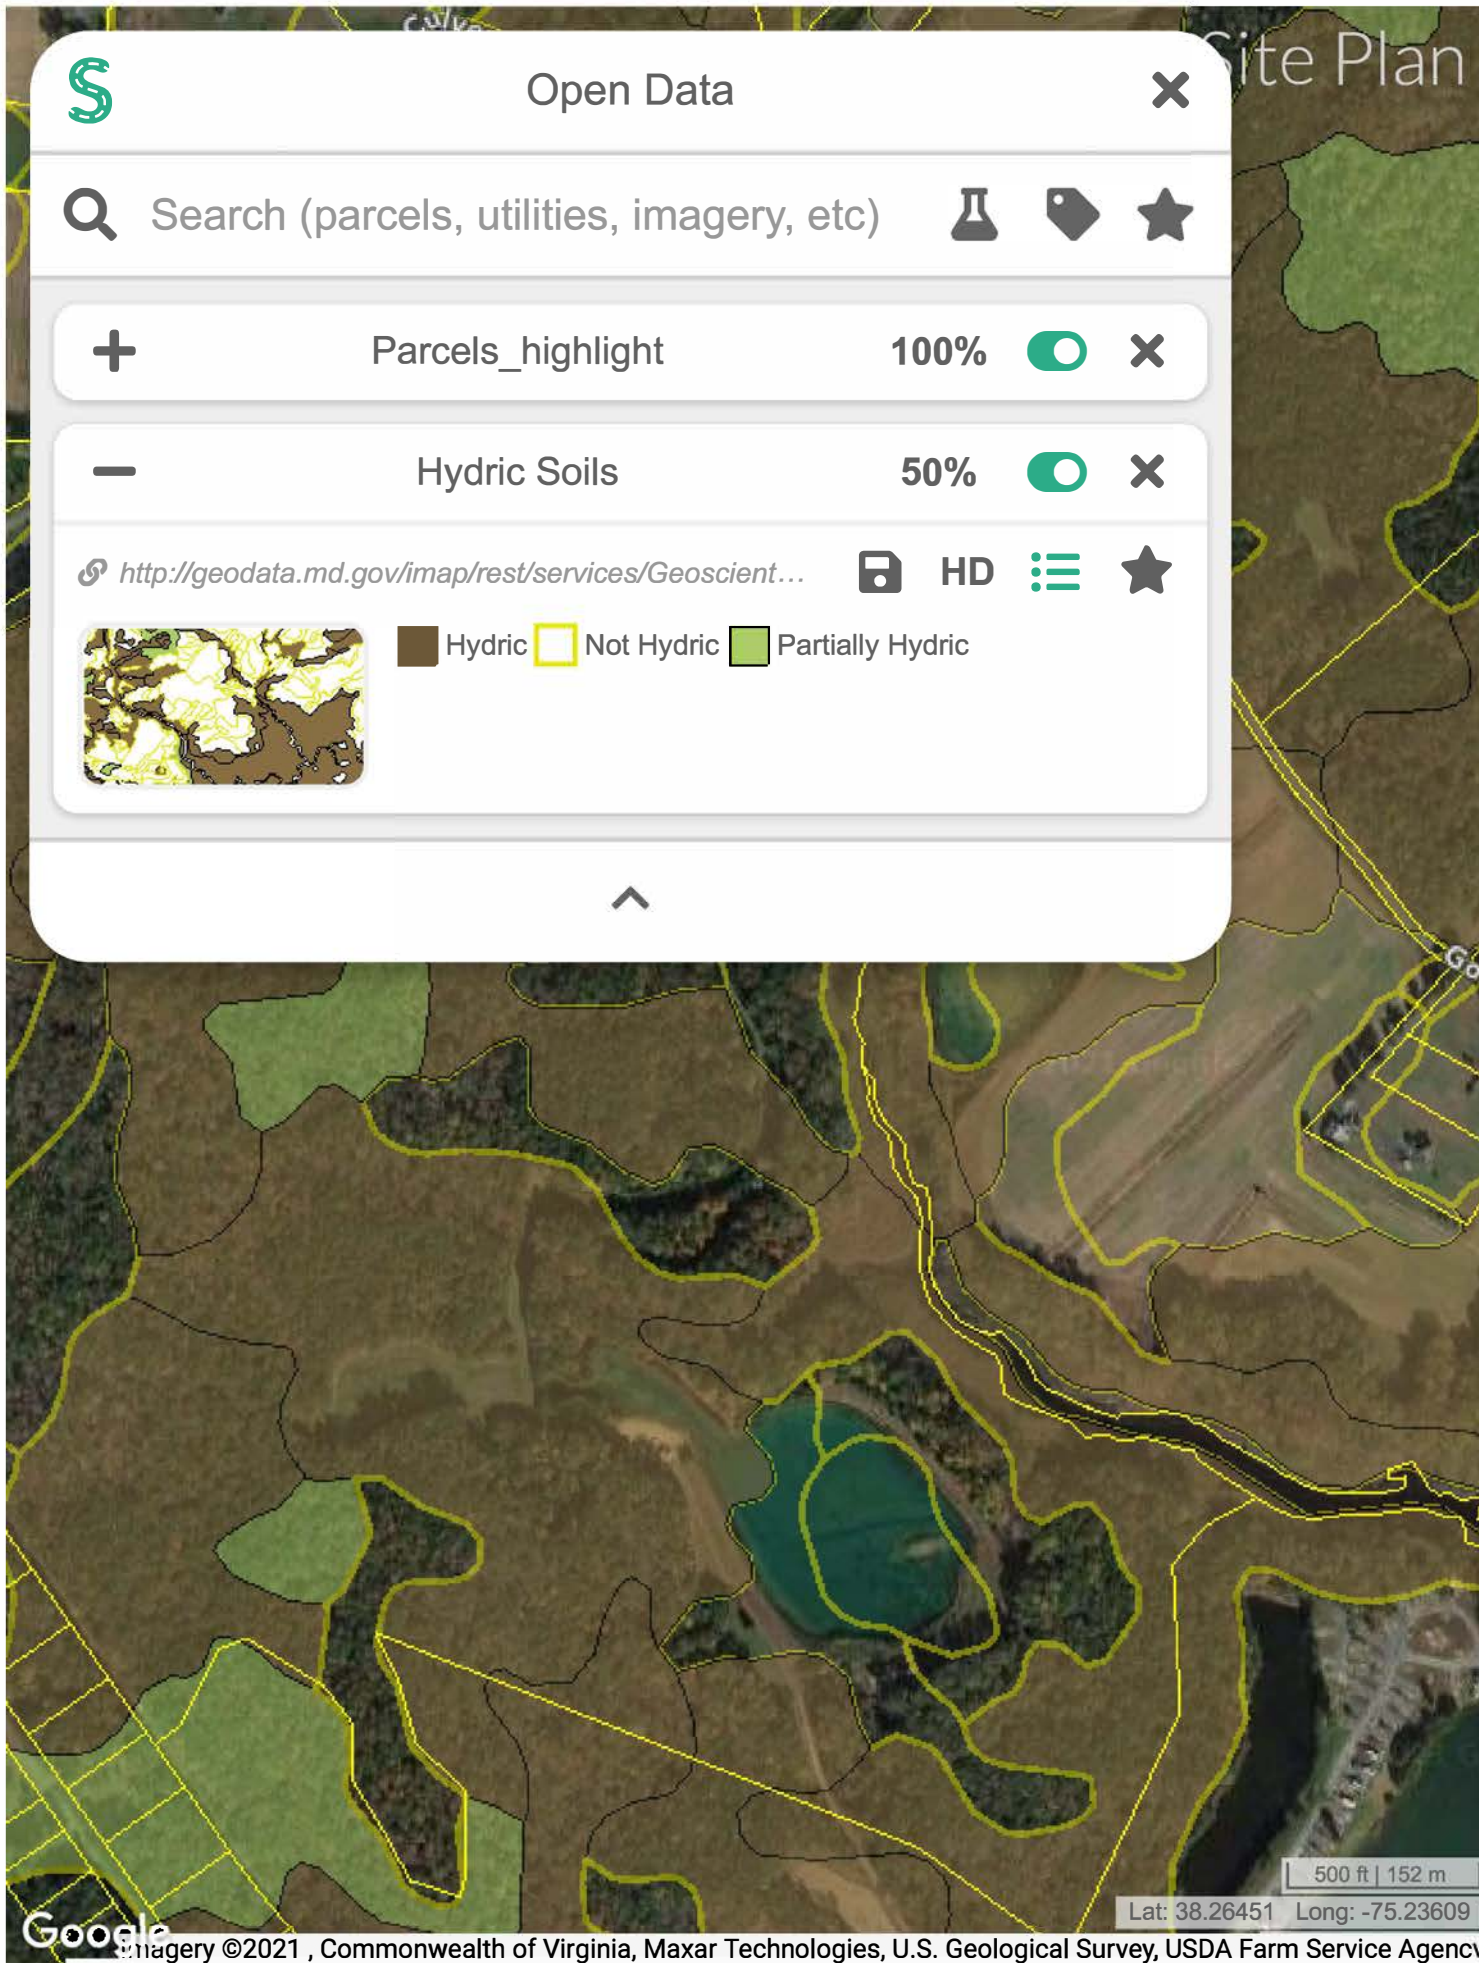 Site Plan
Open Data
Search (parcels, utilities, imagery, etc)
Parcels_highlight 100%
Hydric Soils 50%
http://geodata.md.gov/imap/rest/services/Geoscient...
HD
Hydric Not Hydric Partially Hydric
Go
500 ft | 152 m
Lat: 38.26451 Long: -75.23609
Google
Imagery ©2021 , Commonwealth of Virginia, Maxar Technologies, U.S. Geological Survey, USDA Farm Service Agency